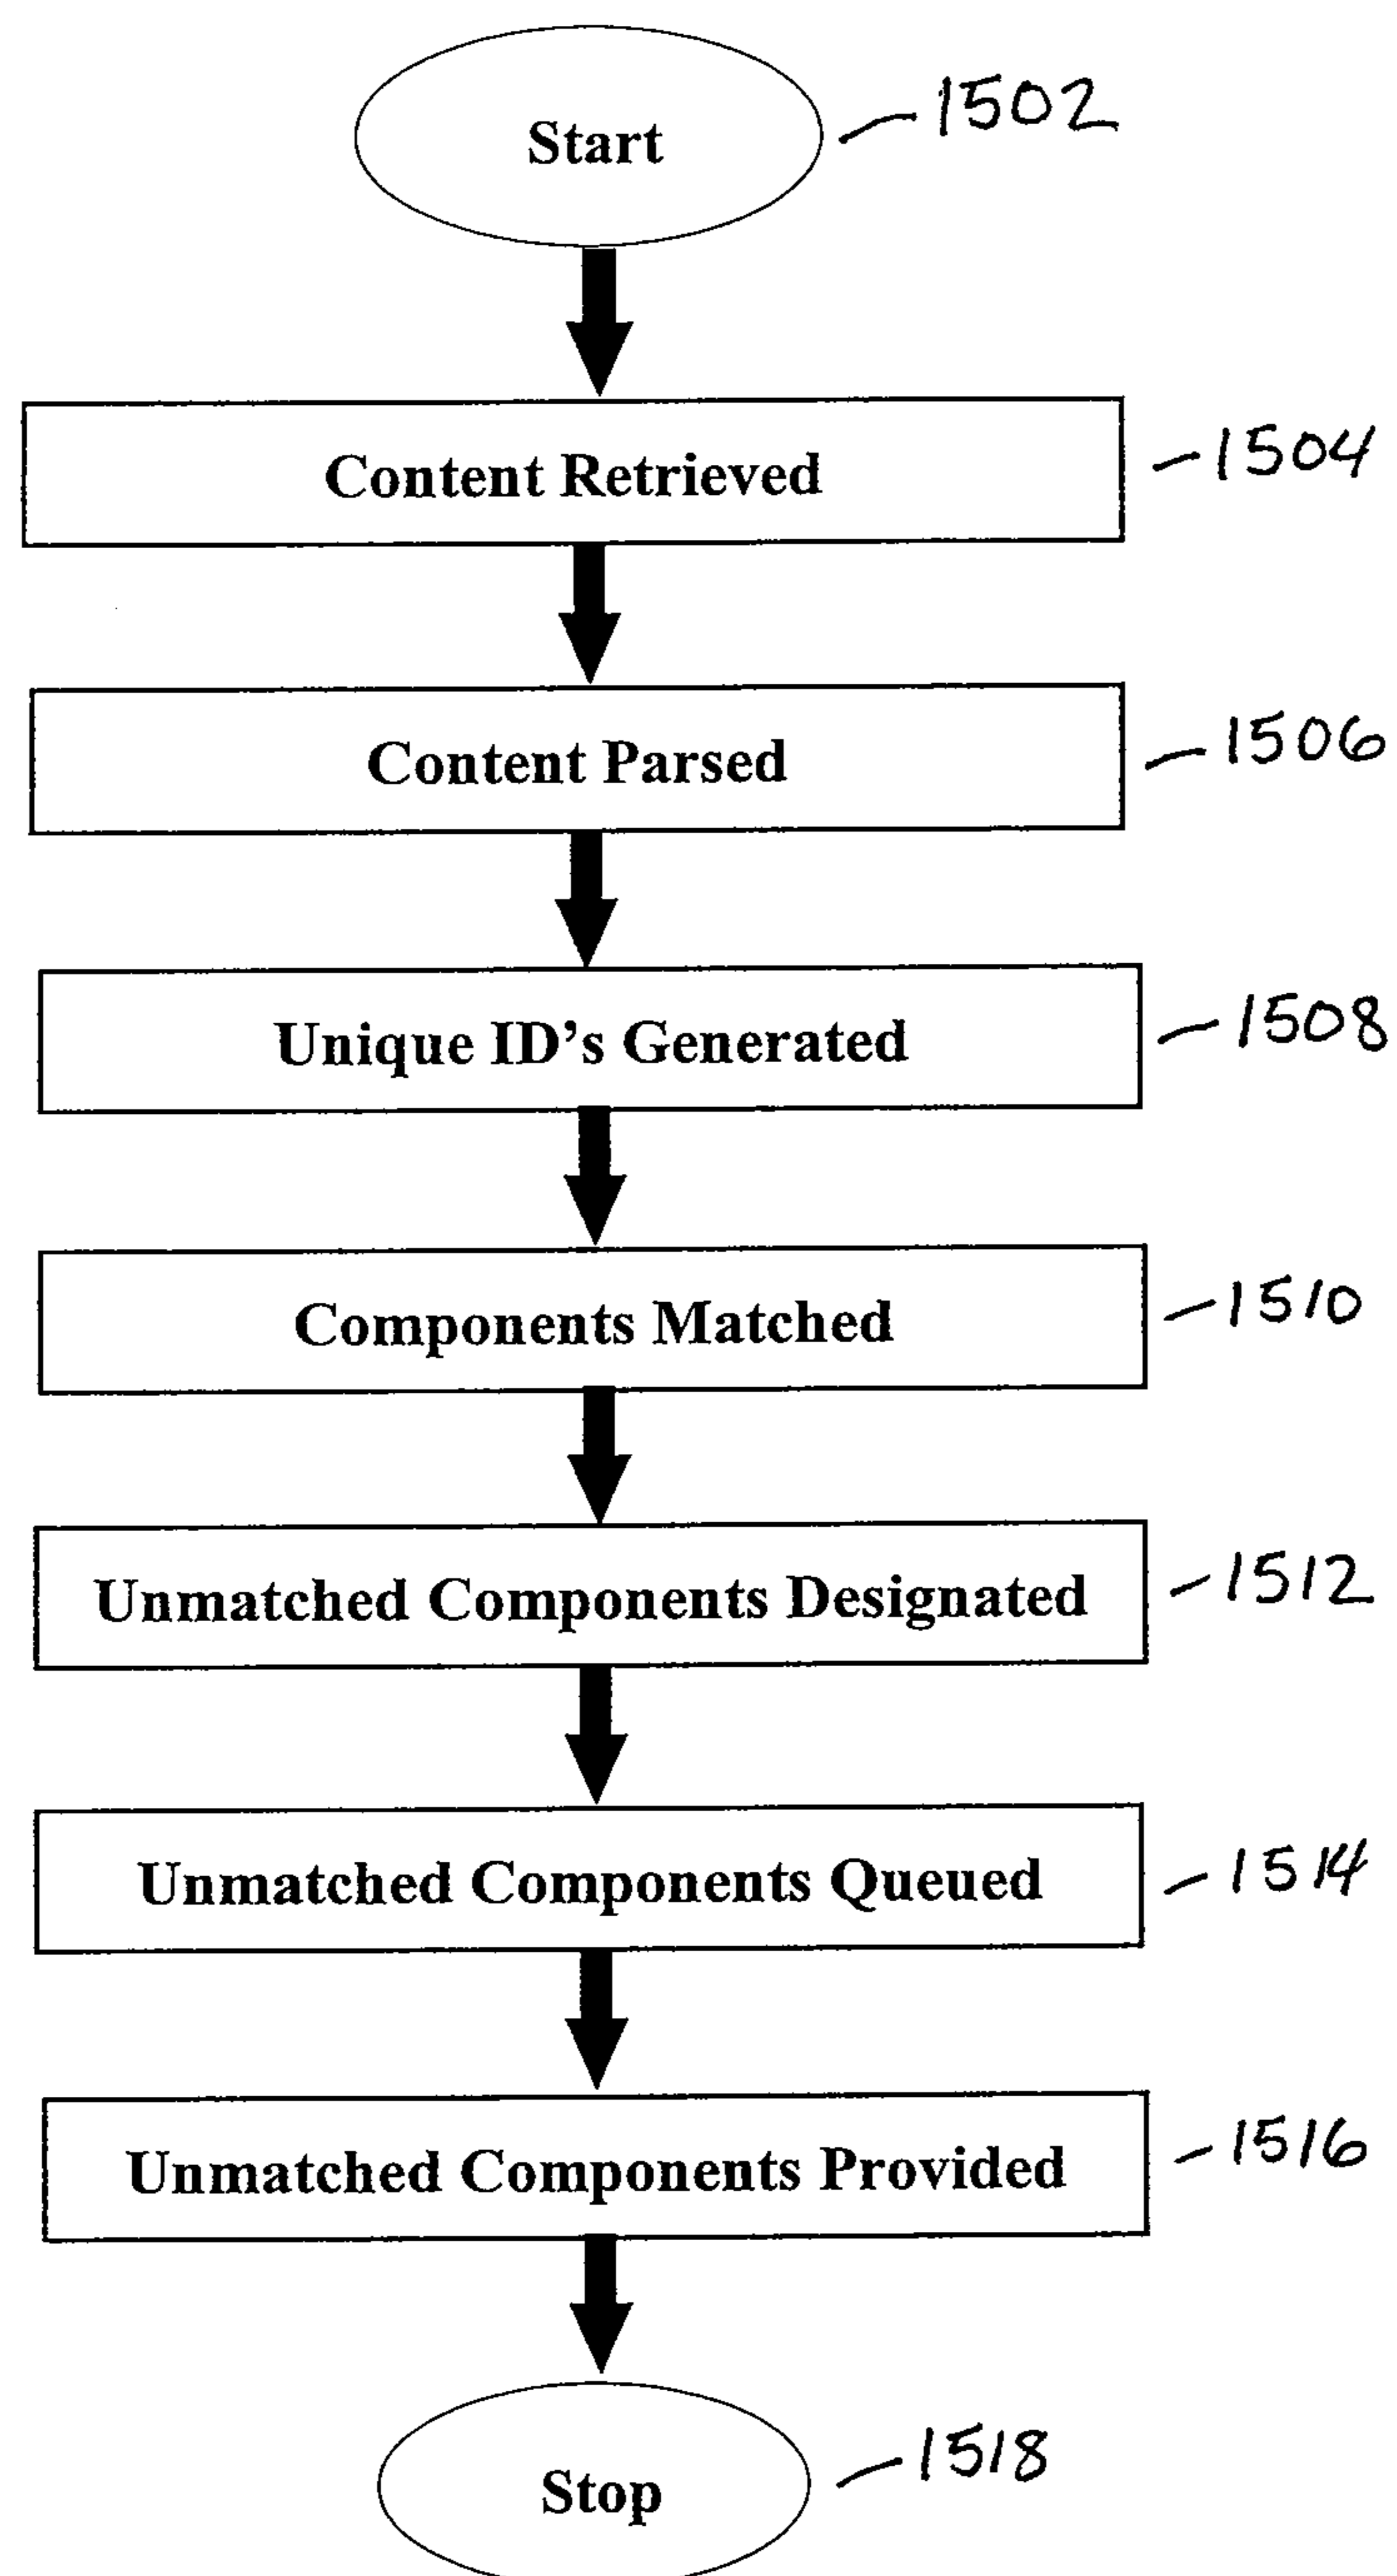 Start
1502
Content Retrieved
1504
Content Parsed
1506
Unique ID's Generated
1508
Components Matched
1510
Unmatched Components Designated
1512
Unmatched Components Queued
1514
Unmatched Components Provided
1516
Stop
1518